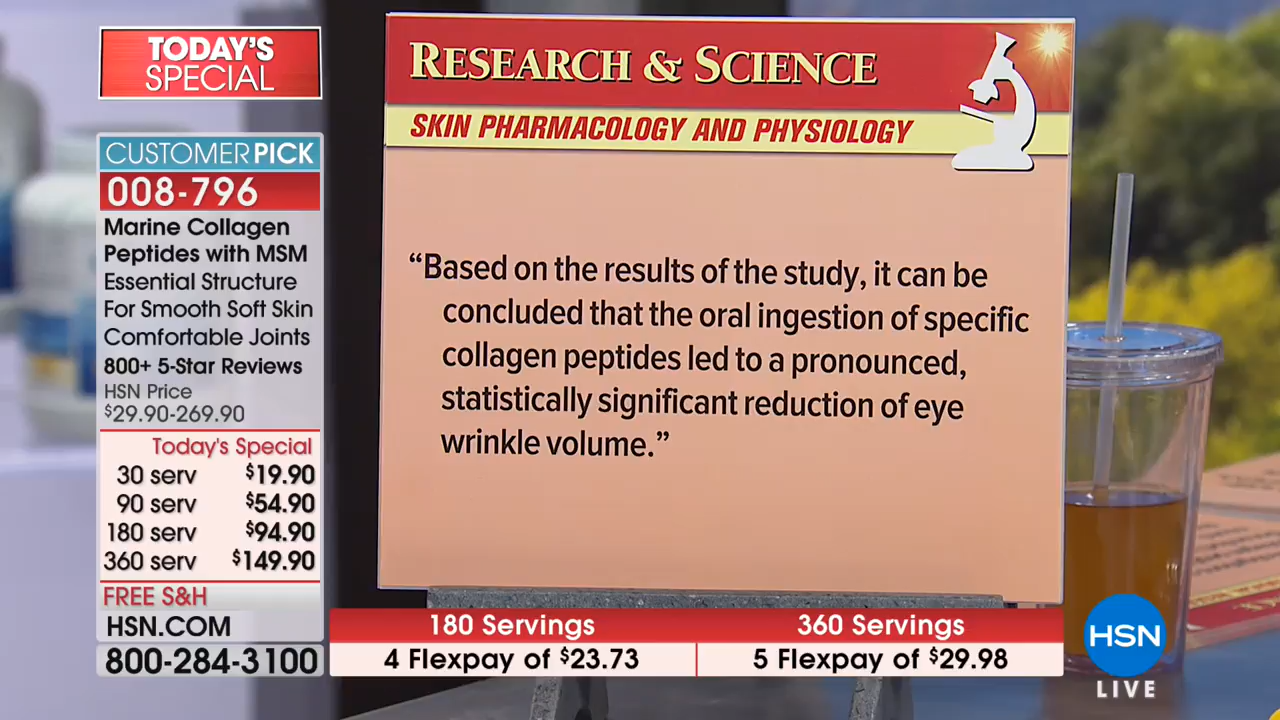 TODAY'S
SPECIAL
CUSTOMER PICK
008-796
Marine Collagen
Peptides with MSM
Essential Structure
For Smooth Soft Skin
Comfortable Joints
800+ 5-Star Reviews
HSN Price
$29.90-269.90
Today's Special
30 serv $19.90
90 serv $54.90
180 serv $94.90
360 serv $149.90
FREE S&H
HSN.COM
800-284-3100
RESEARCH & SCIENCE
SKIN PHARMACOLOGY AND PHYSIOLOGY
“Based on the results of the study, it can be
concluded that the oral ingestion of specific
collagen peptides led to a pronounced,
statistically significant reduction of eye
wrinkle volume.”
180 Servings
4 Flexpay of $23.73
360 Servings
5 Flexpay of $29.98
HSN
LIVE